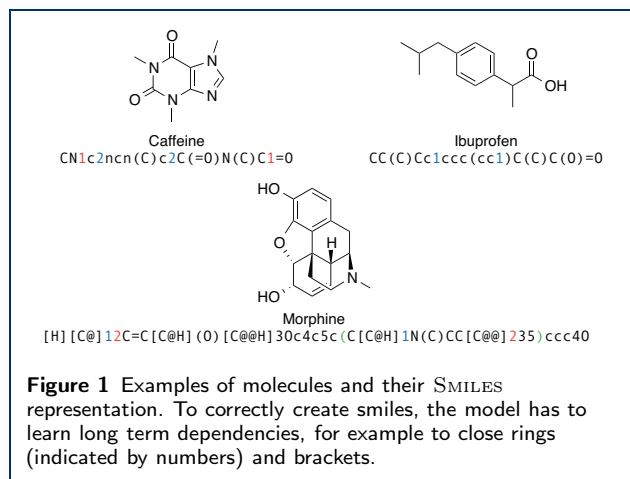 O
N
N
N
N
O
Caffeine
CN1c2ncn(C)c2C(=O)N(C)C1=O
O
OH
Ibuprofen
CC(C)Cc1ccc(cc1)C(C)C(O)=O
HO
O
H
N
HO
Morphine
[H][C@]12C=C[C@H](O)[C@@H]3Oc4c5c(C[C@H]1N(C)CC[C@@]235)ccc4O
Figure 1 Examples of molecules and their SMILES
representation. To correctly create smiles, the model has to
learn long term dependencies, for example to close rings
(indicated by numbers) and brackets.